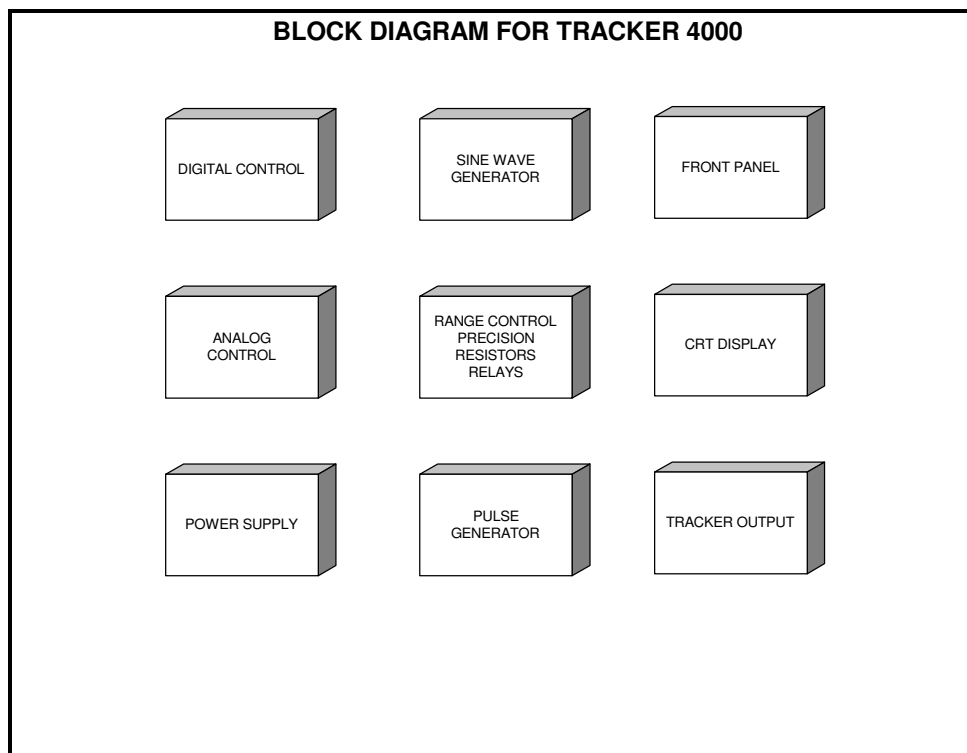 BLOCK DIAGRAM FOR TRACKER 4000
DIGITAL CONTROL
SINE WAVE
GENERATOR
FRONT PANEL
ANALOG
CONTROL
RANGE CONTROL
PRECISION
RESISTORS
RELAYS
CRT DISPLAY
POWER SUPPLY
PULSE
GENERATOR
TRACKER OUTPUT